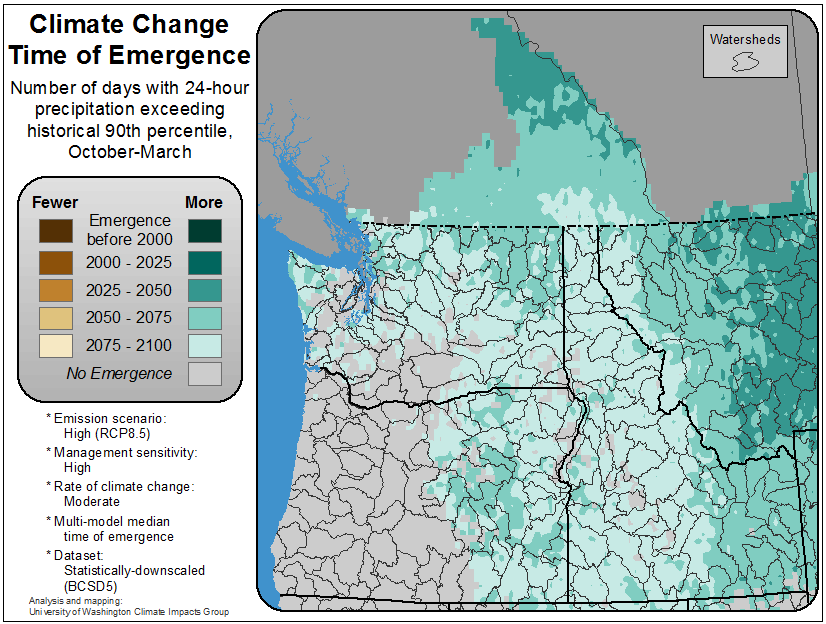 Climate Change
Time of Emergence
Number of days with 24-hour
precipitation exceeding
historical 90th percentile,
October-March
Fewer More
Emergence
before 2000
2000 - 2025
2025 - 2050
2050 - 2075
2075 - 2100
No Emergence
* Emission scenario:
High (RCP8.5)
* Management sensitivity:
High
* Rate of climate change:
Moderate
* Multi-model median
time of emergence
* Dataset:
Statistically-downscaled
(BCSD5)
Analysis and mapping:
University of Washington Climate Impacts Group
Watersheds